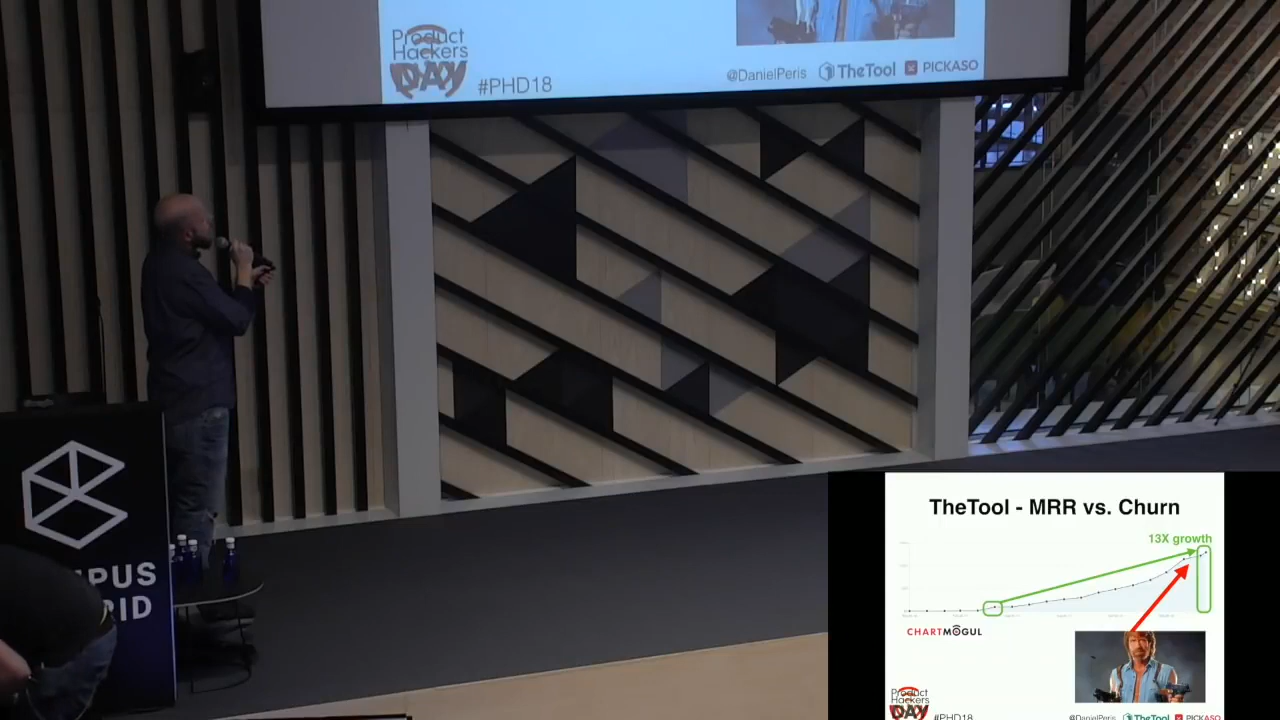 Product
Hackers
DAY
#PHD18
@DanielPeris TheTool PICKASO
PUS
RID
TheTool - MRR vs. Churn
13X growth
CHARTMOGUL
Product
Hackers
DAY
#PHD18
@DanielPeris TheTool PICKASO